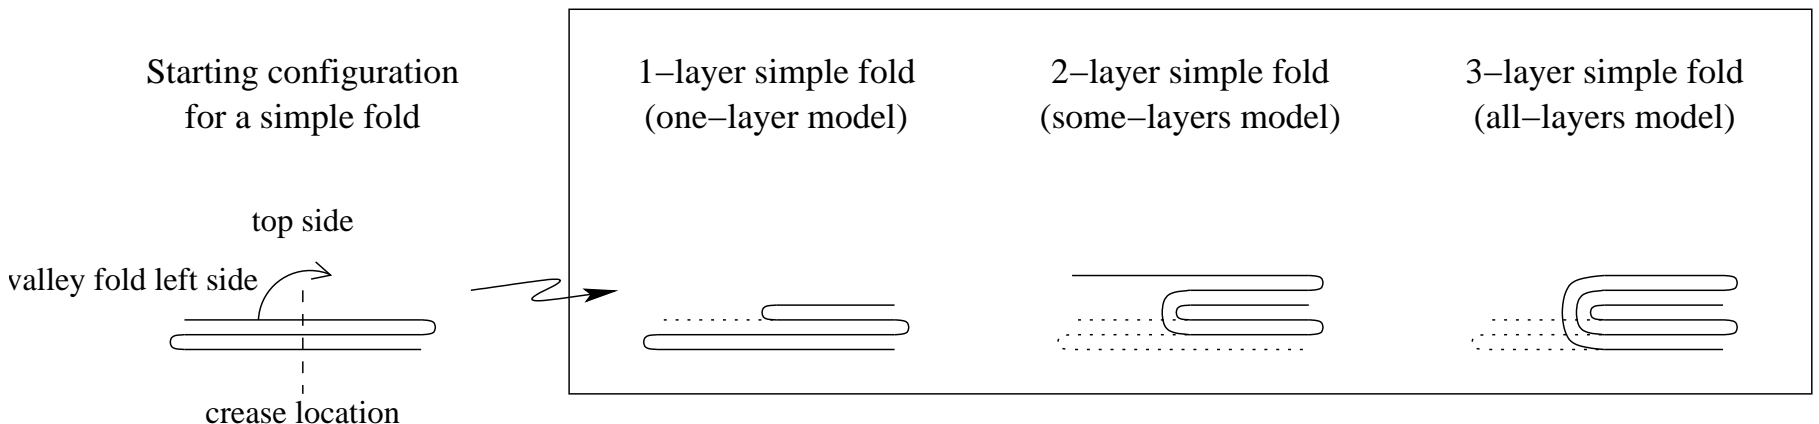 Starting configuration
for a simple fold
1−layer simple fold
(one−layer model)
2−layer simple fold
(some−layers model)
3−layer simple fold
(all−layers model)
top side
valley fold left side
crease location